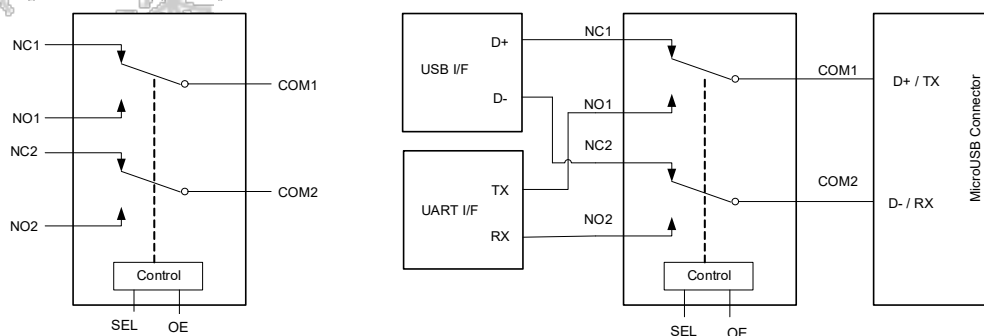 NC1
COM1
NO1
NC2
COM2
NO2
Control
SEL
OE
USB I/F
D+
D-
UART I/F
TX
RX
NC1
NO1
NC2
NO2
Control
SEL
OE
COM1
COM2
D+ / TX
D- / RX
MicroUSB Connector